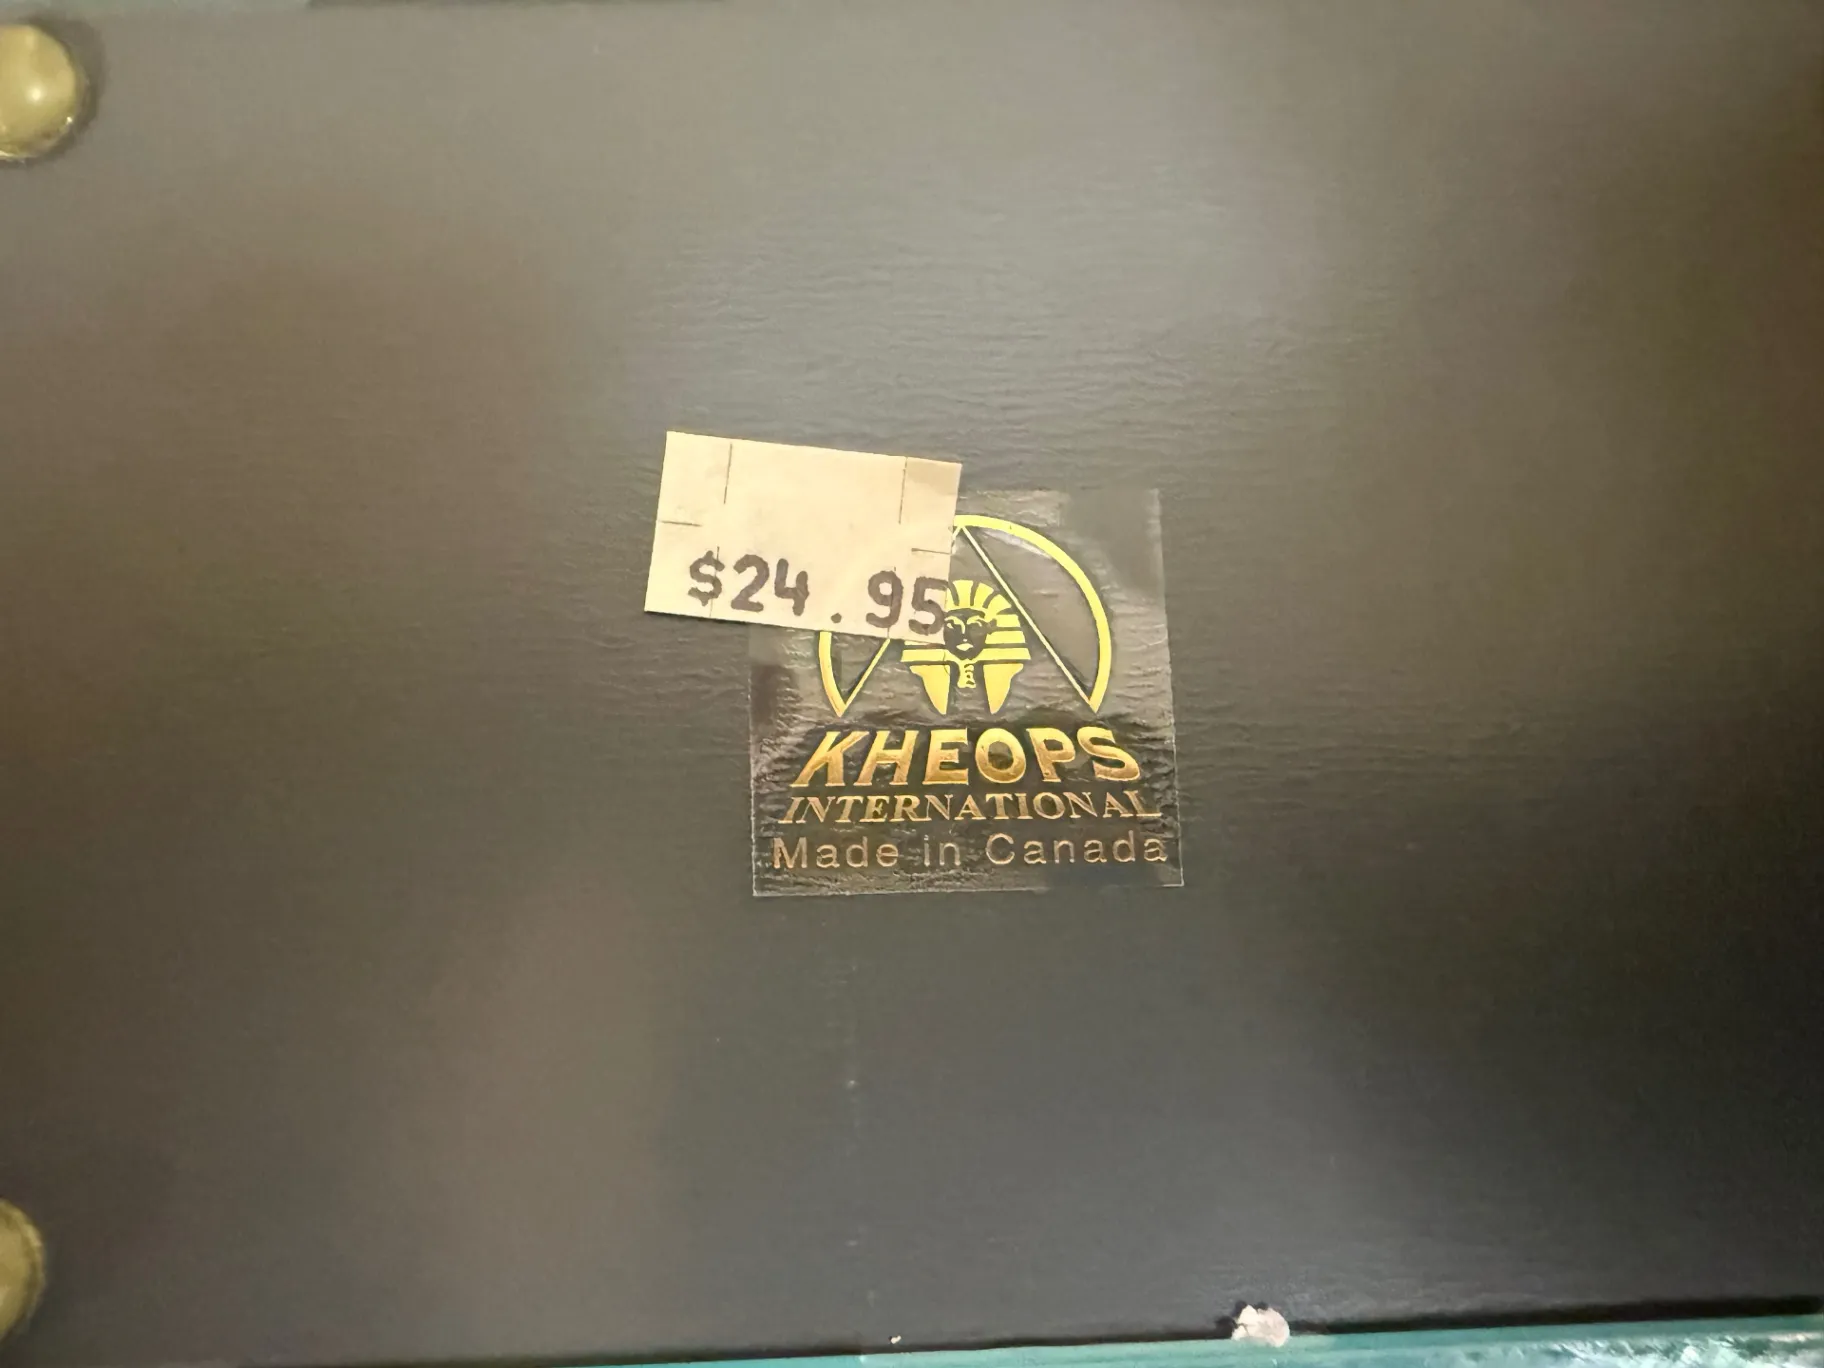 $24.95
KHEOPS
INTERNATIONAL
Made in Canada